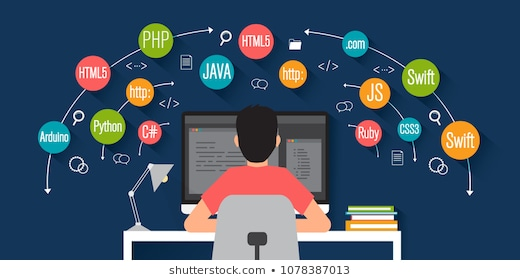 PHP
HTML5
.com
HTML5
JAVA
http:
Swift
http:
JS
Arduino
Python
C#
Ruby
CSS3
Swift
</>
</>
</>
</>
shutterstock.com • 1078387013